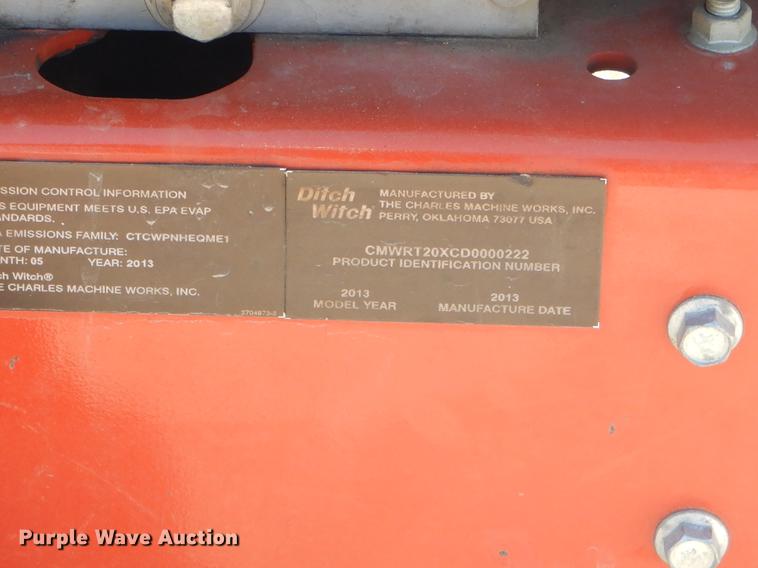 SSION CONTROL INFORMATION
S EQUIPMENT MEETS U.S. EPA EVAP
ANDARDS.
A EMISSIONS FAMILY: CTCWPNHEQME1
TE OF MANUFACTURE:
NTH: 05 YEAR: 2013
ch Witch®
E CHARLES MACHINE WORKS, INC.
Ditch
Witch®
MANUFACTURED BY
THE CHARLES MACHINE WORKS, INC.
PERRY, OKLAHOMA 73077 USA
CMWRT20XCD0000222
PRODUCT IDENTIFICATION NUMBER
2013
MODEL YEAR
2013
MANUFACTURE DATE
Purple Wave Auction